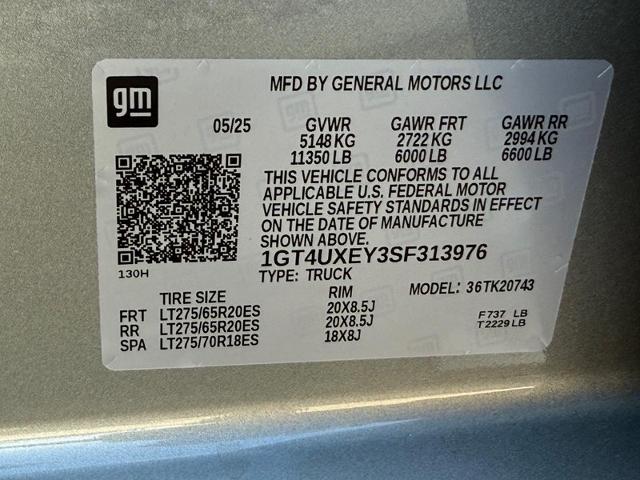 gm
MFD BY GENERAL MOTORS LLC
05/25 GVWR GAWR FRT GAWR RR
5148 KG 2722 KG 2994 KG
11350 LB 6000 LB 6600 LB
THIS VEHICLE CONFORMS TO ALL
APPLICABLE U.S. FEDERAL MOTOR
VEHICLE SAFETY STANDARDS IN EFFECT
ON THE DATE OF MANUFACTURE
SHOWN ABOVE.
1GT4UXEY3SF313976
130H
TYPE: TRUCK
MODEL: 36TK20743
TIRE SIZE RIM
FRT LT275/65R20ES 20X8.5J
RR LT275/65R20ES 20X8.5J
SPA LT275/70R18ES 18X8J
F 737 LB
T 2229 LB